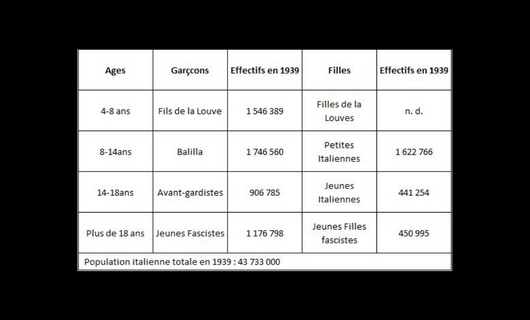 Ages Garçcons Effectifs en 1939 Filles Effectifs en 1939
4-8 ans Fils de la Louve 1 546 389 Filles de la Louves n. d.
8-14ans Balilla 1 746 560 Petites Italiennes 1 622 766
14-18ans Avant-gardistes 906 785 Jeunes Italiennes 441 254
Plus de 18 ans Jeunes Fascistes 1 176 798 Jeunes Filles fascistes 450 995
Population italienne totale en 1939 : 43 733 000